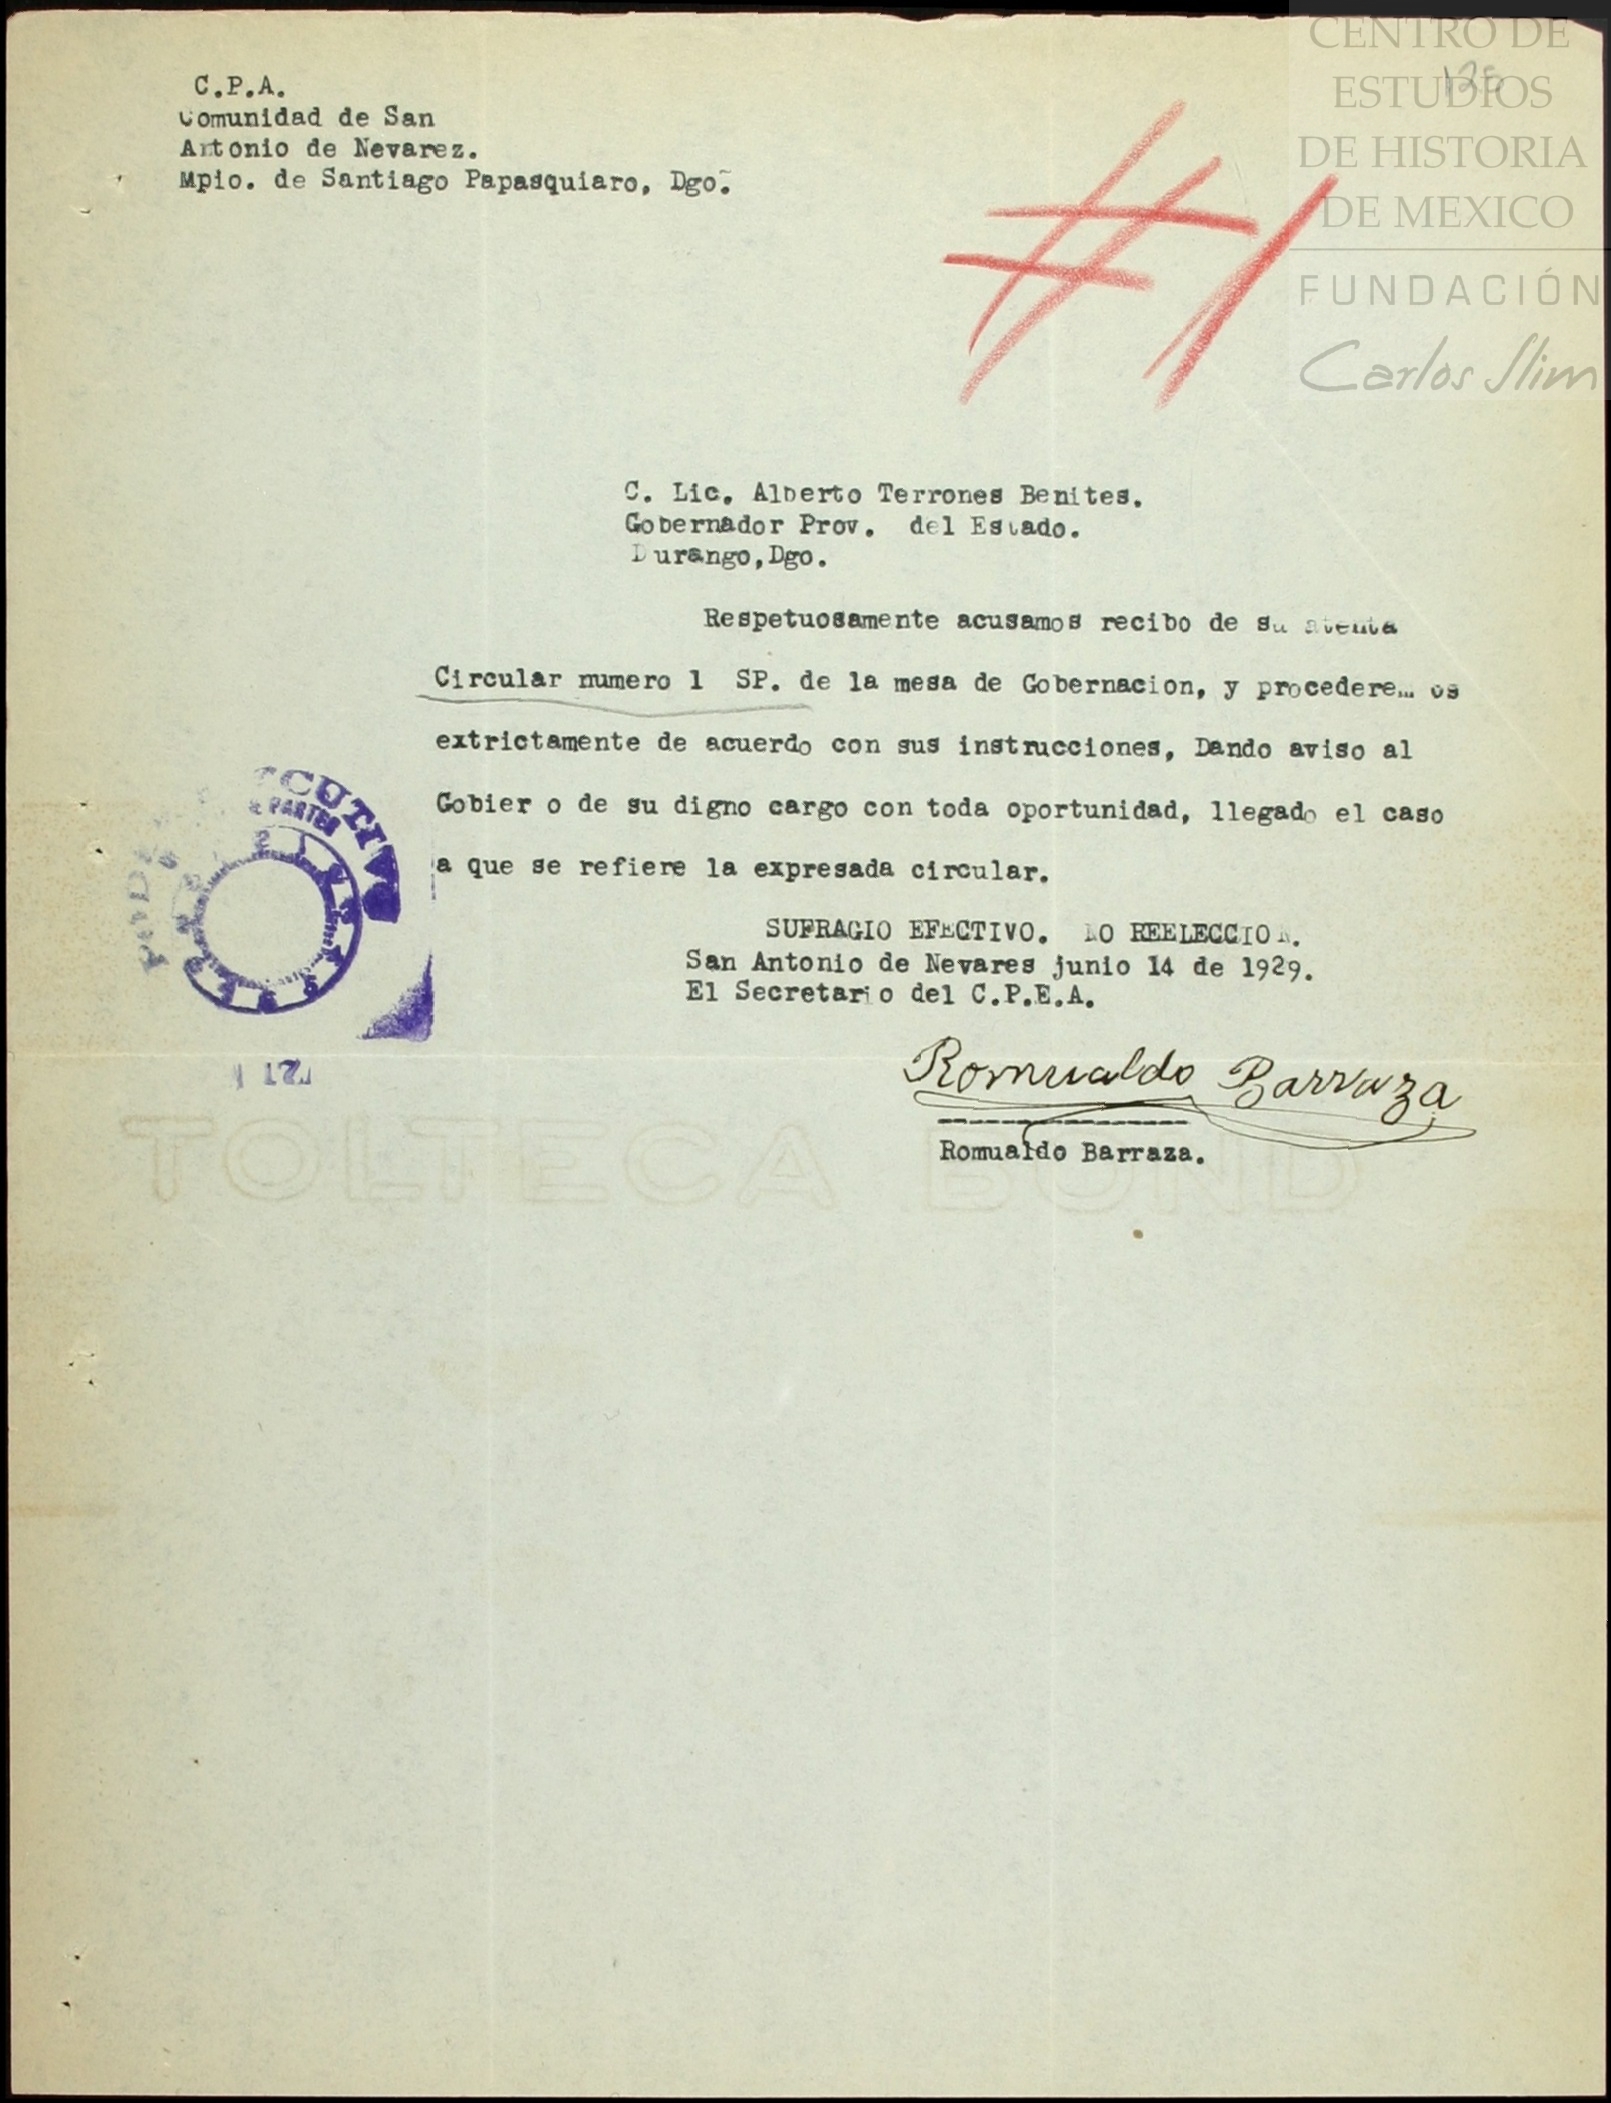 CENTRO DE
ESTUDIOS
DE HISTORIA
DE MEXICO
FUNDACIÓN
Carlos Slim
125
C.P.A.
Comunidad de San
Antonio de Nevarez.
Mpio. de Santiago Papasquiaro, Dgo.
#1
C. Lic. Alberto Terrones Benites.
Gobernador Prov. del Estado.
Durango, Dgo.
Respetuosamente acusamos recibo de su atenta
Circular numero 1 SP. de la mesa de Gobernacion, y procederemos
extrictamente de acuerdo con sus instrucciones, Dando aviso al
Gobier o de su digno cargo con toda oportunidad, llegado el caso
a que se refiere la expresada circular.
SUFRAGIO EFECTIVO. NO REELECCION.
San Antonio de Nevares junio 14 de 1929.
El Secretario del C.P.E.A.
Romualdo Barraza
Romualdo Barraza.
PARTES
TOLTECA BOND